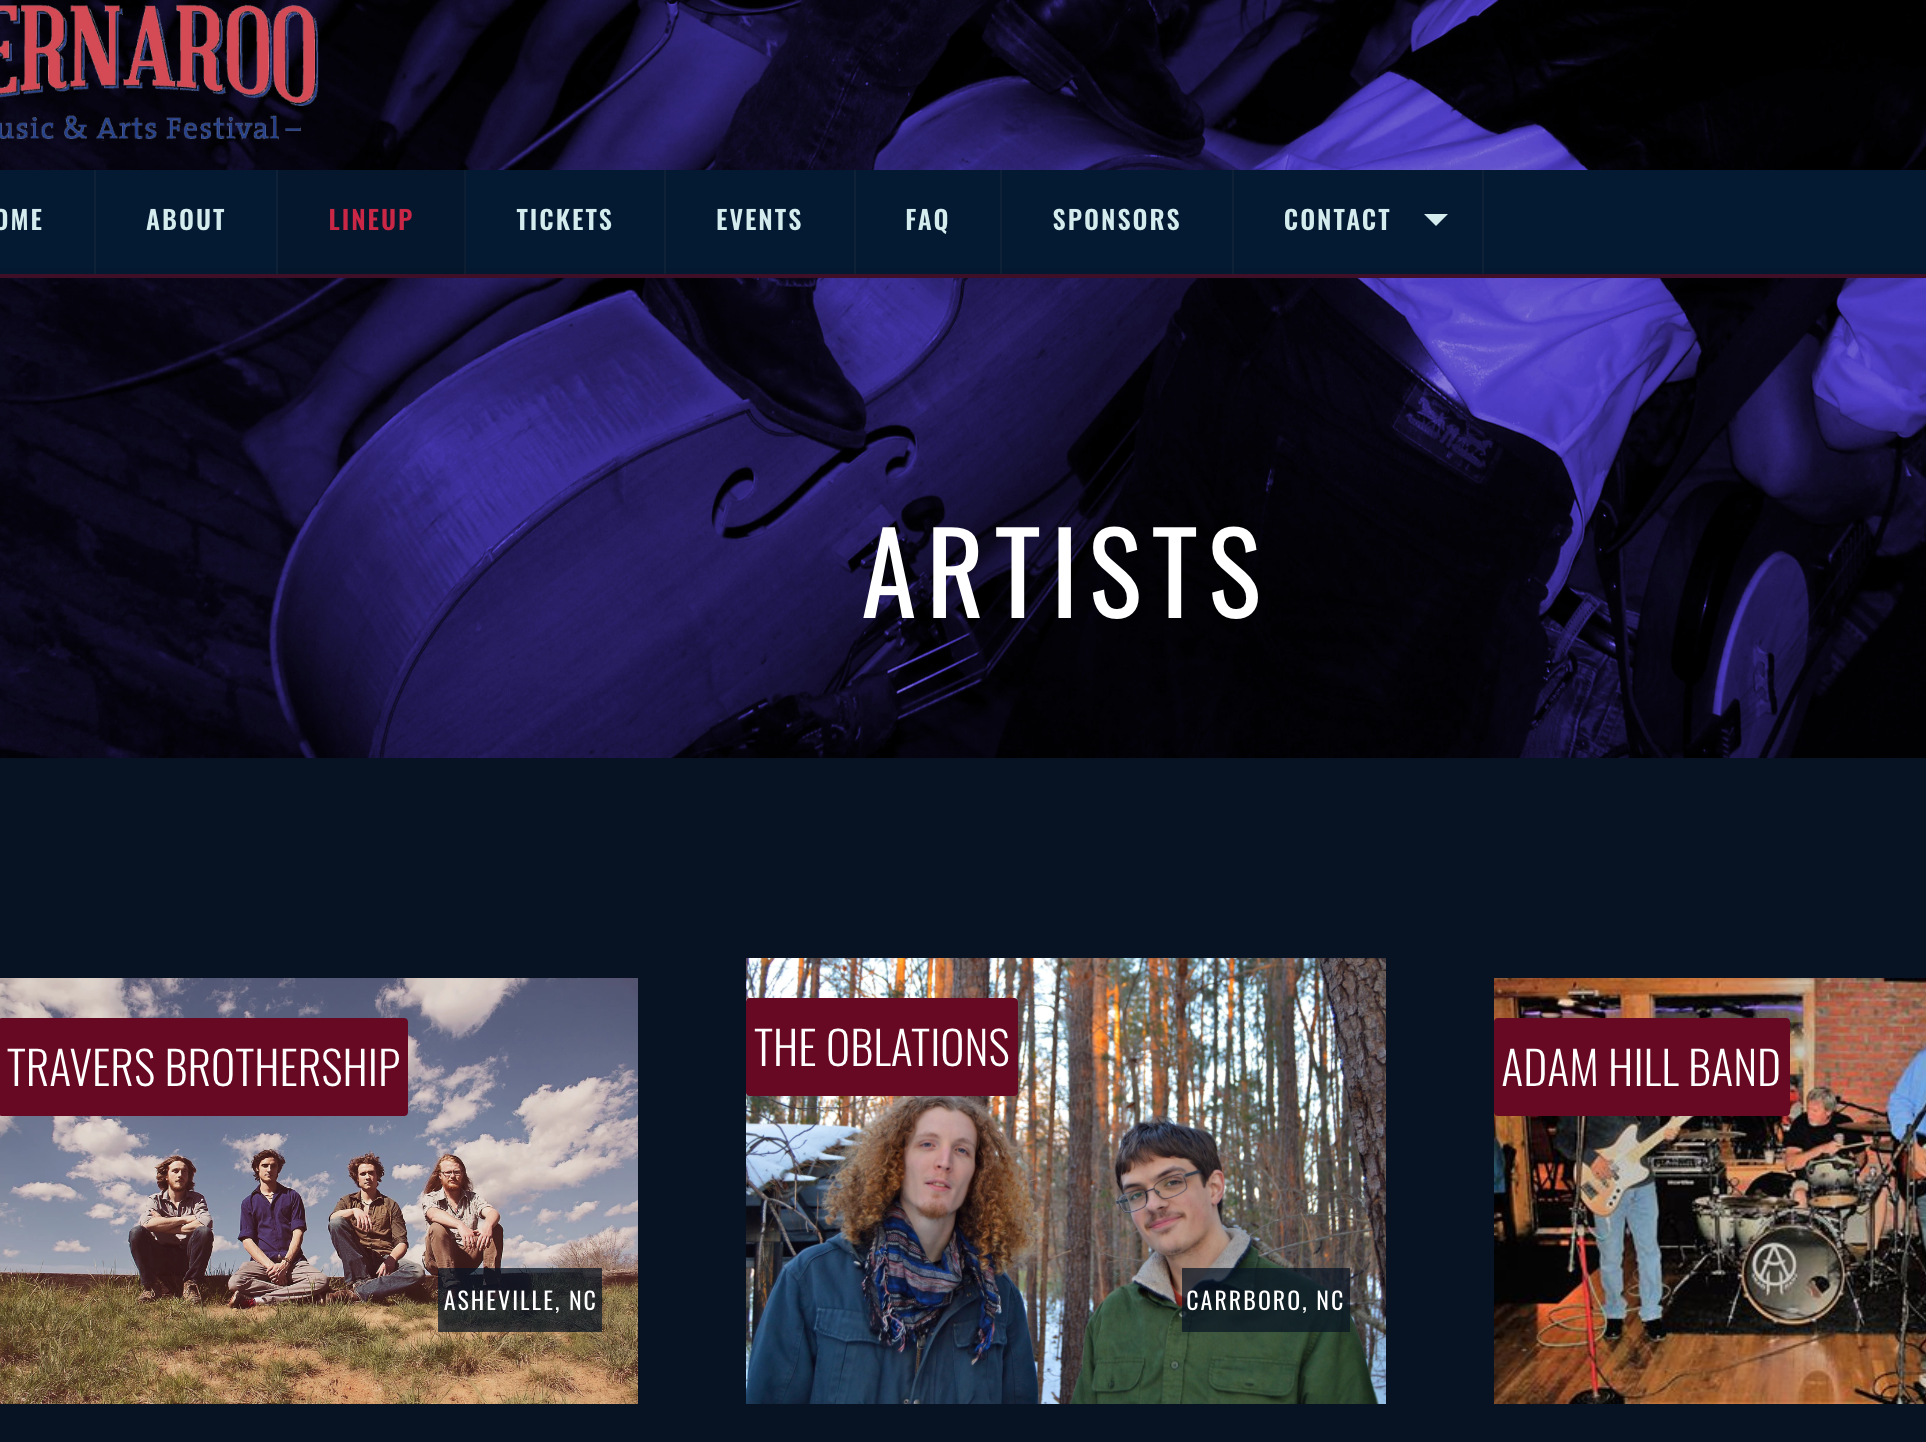 ERNAROO
usic & Arts Festival –
OME ABOUT LINEUP TICKETS EVENTS FAQ SPONSORS CONTACT
ARTISTS
TRAVERS BROTHERSHIP
THE OBLATIONS
ADAM HILL BAND
ASHEVILLE, NC
CARRBORO, NC